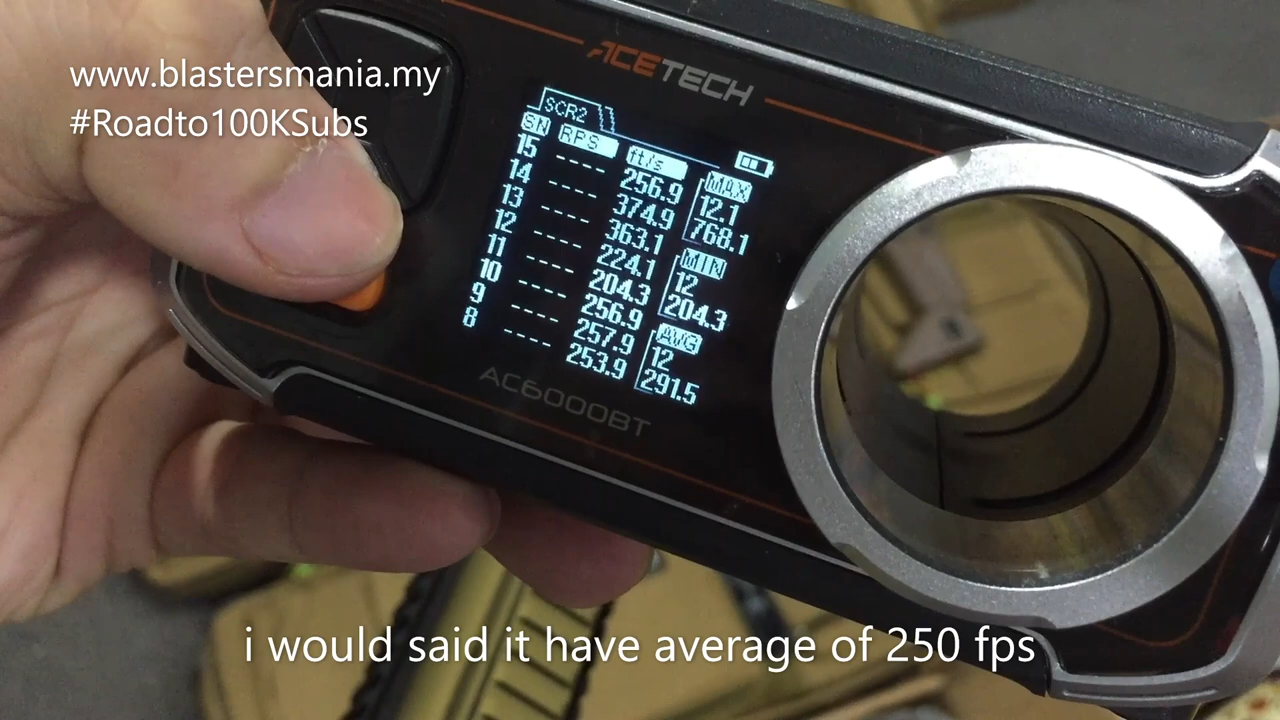 www.blastersmania.my
#Roadto100KSubs
ACETECH
SCR2
SN RPS ft/s
15 ---- 256.9
14 ---- 374.9
13 ---- 363.1
12 ---- 224.1
11 ---- 204.3
10 ---- 256.9
9 ---- 257.9
8 ---- 253.9
MAX
12.1
768.1
MIN
12
204.3
AVG
12
291.5
AC6000BT
i would said it have average of 250 fps